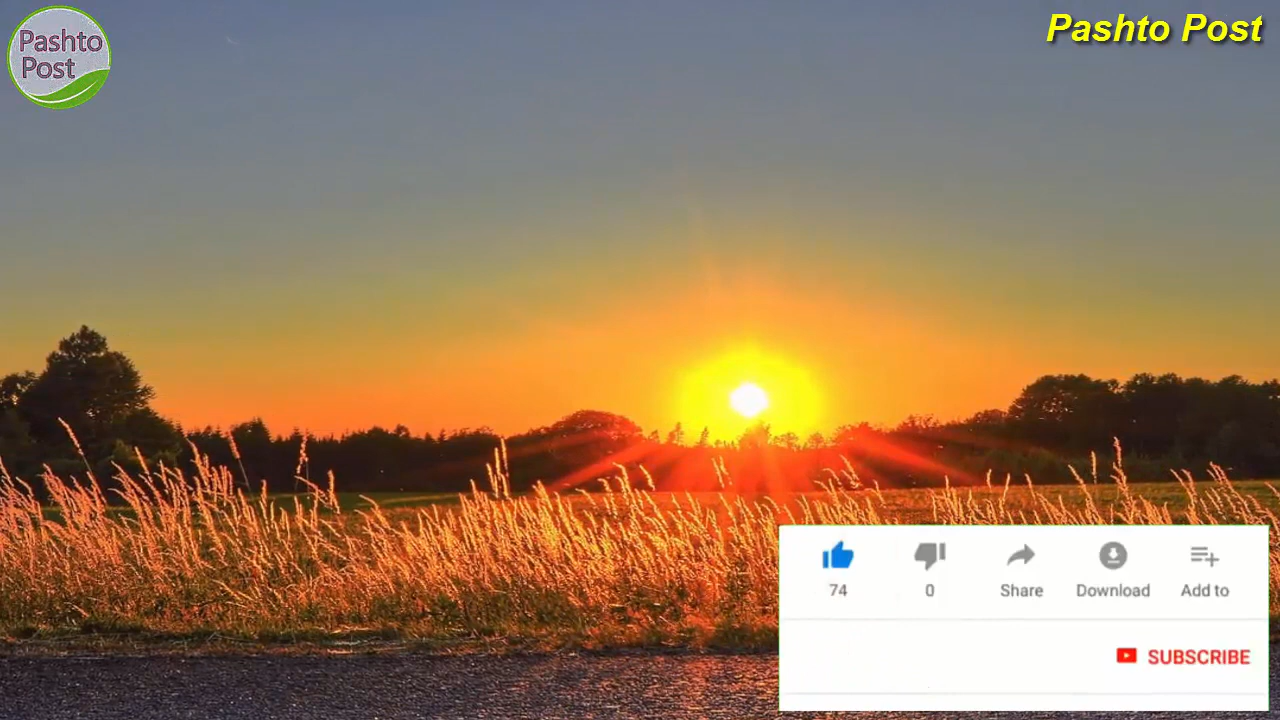 Pashto
Post
Pashto Post
74
0
Share
Download
Add to
SUBSCRIBE